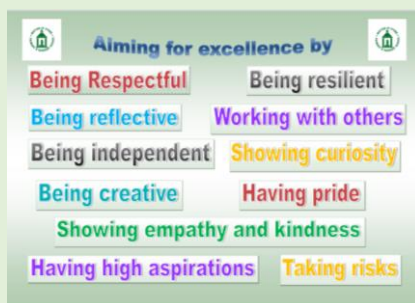 Aiming for excellence by
Being Respectful
Being resilient
Being reflective
Working with others
Being independent
Showing curiosity
Being creative
Having pride
Showing empathy and kindness
Having high aspirations
Taking risks